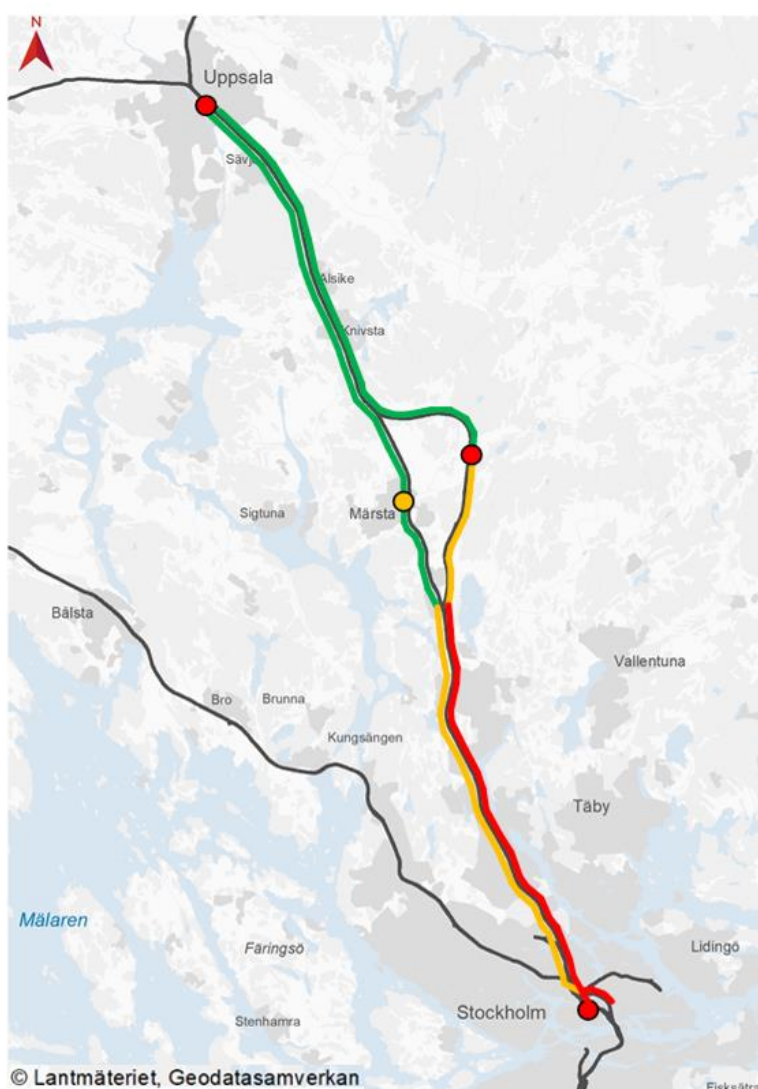 N
Uppsala
Alsike
Knivsta
Sigtuna
Märsta
Bålsta
Vallentuna
Bro
Brunna
Kungsängen
Täby
Mälaren
Färingsö
Lidingö
Stockholm
Stenhamra
© Lantmäteriet, Geodatasamverkan